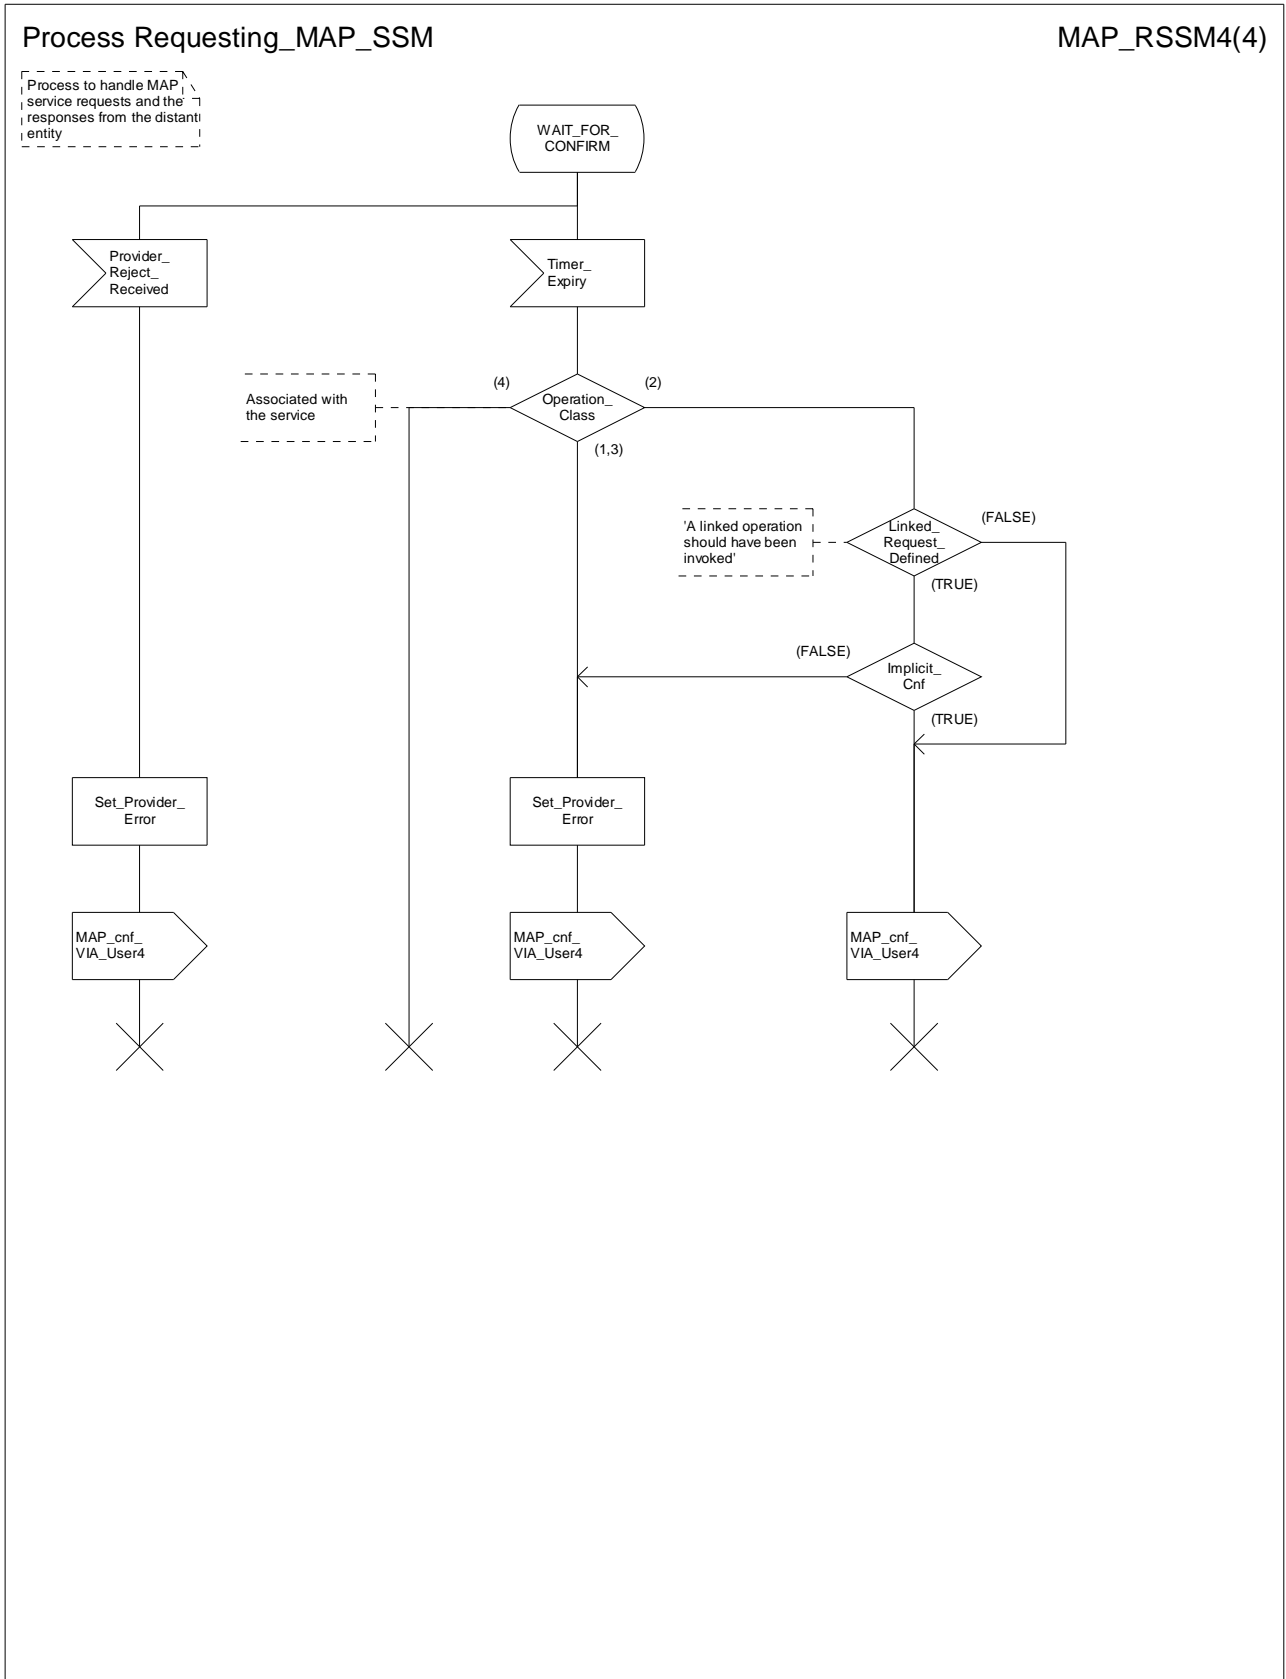 Process Requesting_MAP_SSM
MAP_RSSM4(4)
Process to handle MAP
service requests and the
responses from the distant
entity
WAIT_FOR_
CONFIRM
Provider_
Reject_
Received
Timer_
Expiry
Associated with
the service
(4)
Operation_
Class
(2)
(1,3)
'A linked operation
should have been
invoked'
Linked_
Request_
Defined
(FALSE)
(TRUE)
(FALSE)
Implicit_
Cnf
(TRUE)
Set_Provider_
Error
Set_Provider_
Error
MAP_cnf_
VIA_User4
MAP_cnf_
VIA_User4
MAP_cnf_
VIA_User4